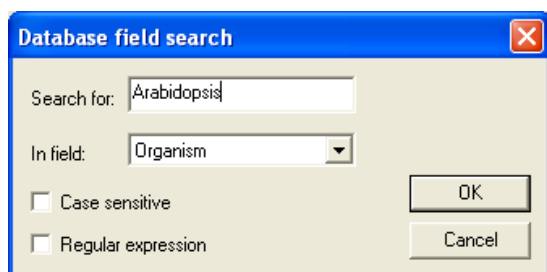 Database field search
Search for: Arabidopsis
In field: Organism
Case sensitive
OK
Regular expression
Cancel